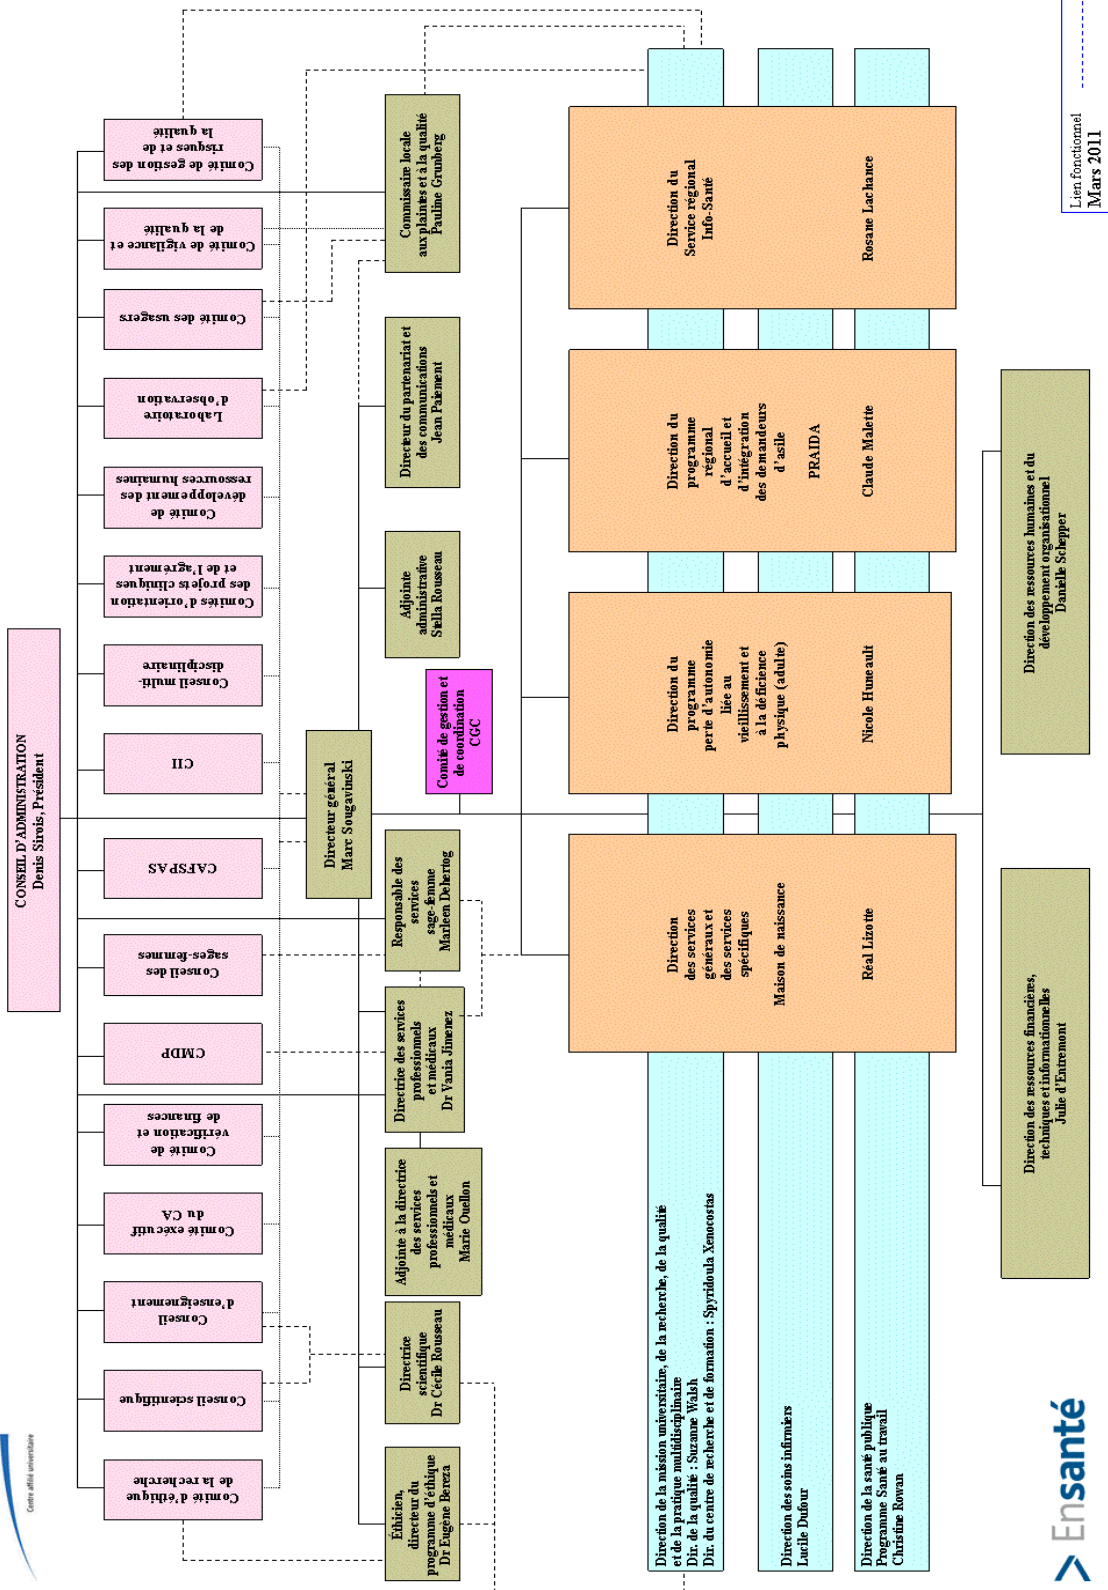 Centre affilié universitaire
CONSEIL D'ADMINISTRATION
Denis Sirois, Président
Comité d'éthique
de la recherche
Conseil scientifique
Conseil
d'enseignement
Comité exécutif
du CA
Comité de
vérification et
de finances
CMDP
Conseil des
sages-femmes
CAFSPAS
CII
Conseil multi-
disciplinaire
Comités d'orientation
des projets cliniques
et de l'agrément
Comité de
développement des
ressources humaines
Laboratoire
d'observation
Comité des usagers
Comité de vigilance et
de la qualité
Comité de gestion des
risques et de
la qualité
Directeur général
Marc Sougavinski
Éthicien,
directeur du
programme d'éthique
Dr Eugène Bereza
Directrice
scientifique
Dr Cécile Rousseau
Adjointe à la directrice
des services
professionnels et
médicaux
Marie Ouellon
Directrice des services
professionnels
et médicaux
Dr Vania Jimenez
Responsable des
services
sage-femme
Marleen Dehertog
Comité de gestion et
de coordination
CGC
Adjointe
administrative
Stella Rousseau
Directeur du partenariat et
des communications
Jean Paiement
Commissaire locale
aux plaintes et à la qualité
Pauline Grunberg
Direction
des services
généraux et
des services
spécifiques
Maison de naissance
Réal Lizotte
Direction du
programme
perte d'autonomie
liée au
vieillissement et
à la déficience
physique (adulte)
Nicole Huneault
Direction du
programme
régional
d'accueil et
d'intégration
des demandeurs
d'asile
PRAIDA
Claude Malette
Direction du
Service régional
Info-Santé
Rosane Lachance
Direction de la mission universitaire, de la recherche, de la qualité
et de la pratique multidisciplinaire
Dir. de la qualité : Suzanne Walsh
Dir. du centre de recherche et de formation : Spyridoula Xenocostas
Direction des soins infirmiers
Lucile Dufour
Direction de la santé publique
Programme Santé au travail
Christine Rowan
Direction des ressources financières,
techniques et informationnelles
Julie d'Entremont
Direction des ressources humaines et du
développement organisationnel
Danielle Schepper
Ensanté
Lien fonctionnel
Mars 2011